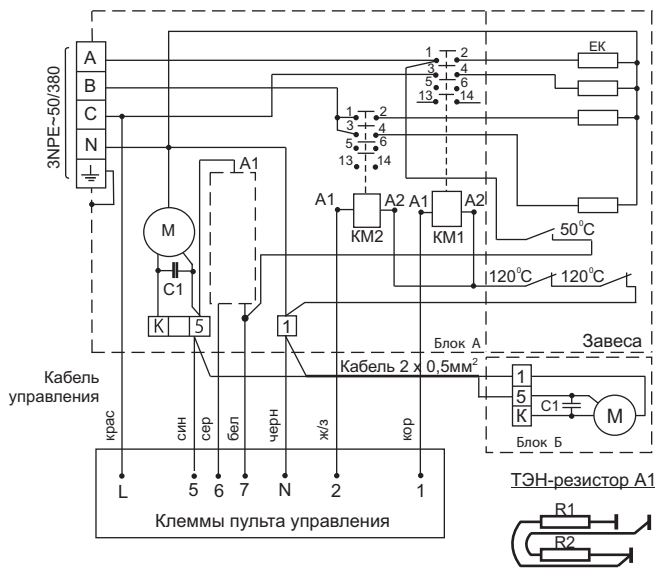 3NPE~50/380
A
B
C
N
1 2
3 4
5 6
13 14
EK
1 2
3 4
5 6
13 14
A1
A1 A2 A1 A2
KM2 KM1
M
C1
50°C
120°C 120°C
K 5
1
Блок А
Завеса
Кабель управления
Кабель 2 x 0,5мм²
1
5
К
C1
M
Блок Б
крас
син
сер
бел
черн
ж/з
кор
L 5 6 7 N 2 1
Клеммы пульта управления
ТЭН-резистор А1
R1
R2